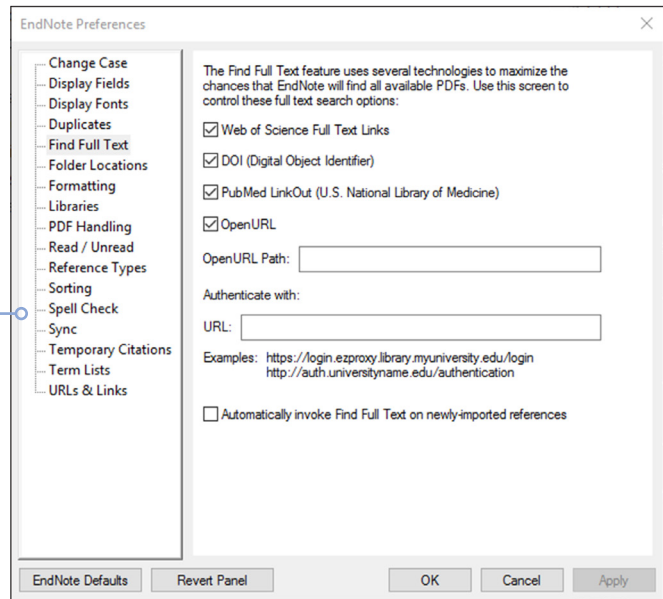 EndNote Preferences
Change Case
Display Fields
Display Fonts
Duplicates
Find Full Text
Folder Locations
Formatting
Libraries
PDF Handling
Read / Unread
Reference Types
Sorting
Spell Check
Sync
Temporary Citations
Term Lists
URLs & Links
The Find Full Text feature uses several technologies to maximize the
chances that EndNote will find all available PDFs. Use this screen to
control these full text search options:
Web of Science Full Text Links
DOI (Digital Object Identifier)
PubMed LinkOut (U.S. National Library of Medicine)
OpenURL
OpenURL Path:
Authenticate with:
URL:
Examples: https://login.ezproxy.library.myuniversity.edu/login
http://auth.universityname.edu/authentication
Automatically invoke Find Full Text on newly-imported references
EndNote Defaults Revert Panel OK Cancel Apply